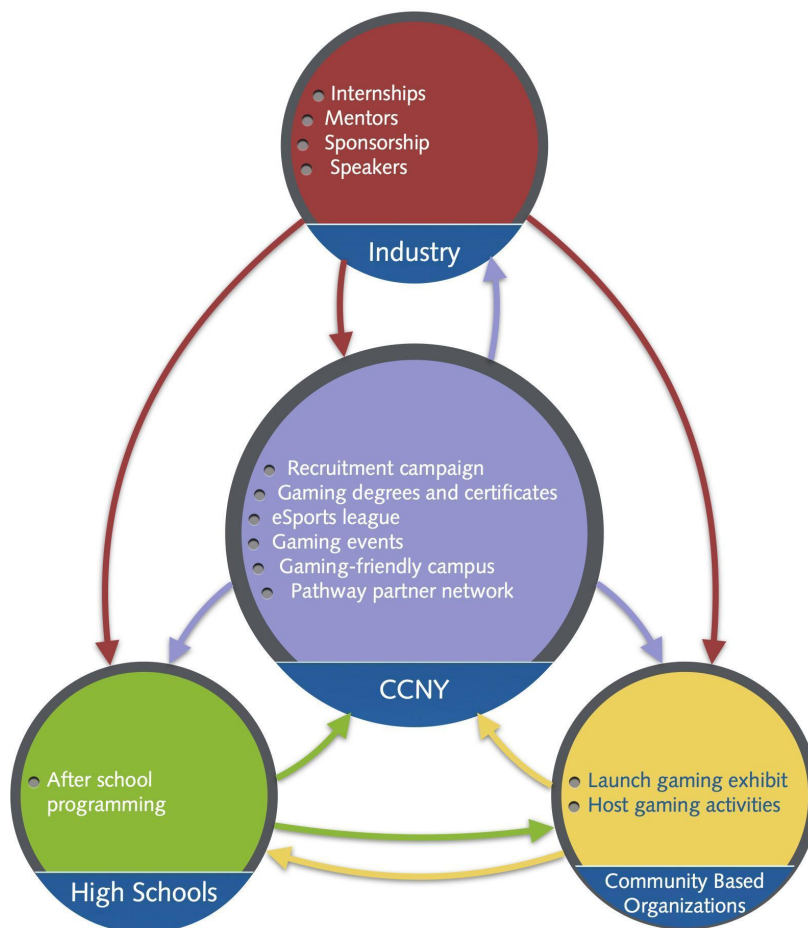 Internships
Mentors
Sponsorship
Speakers
Industry
Recruitment campaign
Gaming degrees and certificates
eSports league
Gaming events
Gaming-friendly campus
Pathway partner network
CCNY
After school
programming
High Schools
Launch gaming exhibit
Host gaming activities
Community Based
Organizations